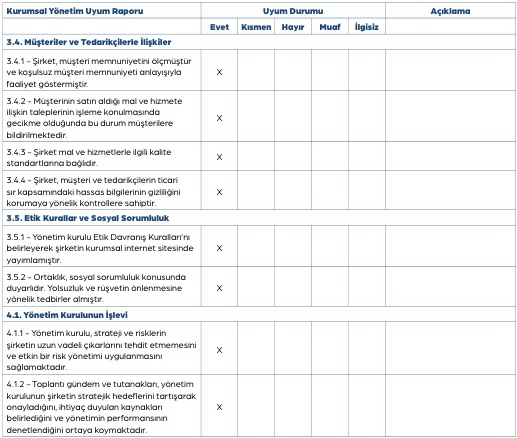 Kurumsal Yönetim Uyum Raporu Uyum Durumu Açıklama
Evet Kısmen Hayır Muaf İlgisiz
3.4. Müşteriler ve Tedarikçilerle İlişkiler
3.4.1 - Şirket, müşteri memnuniyetini ölçmüştür
ve koşulsuz müşteri memnuniyeti anlayışıyla
faaliyet göstermiştir.
X
3.4.2 - Müşterinin satın aldığı mal ve hizmete
ilişkin taleplerinin işleme konulmasında
gecikme olduğunda bu durum müşterilere
bildirilmektedir.
X
3.4.3 - Şirket mal ve hizmetlerle ilgili kalite
standartlarına bağlıdır.
X
3.4.4 - Şirket, müşteri ve tedarikçilerin ticari
sır kapsamındaki hassas bilgilerinin gizliliğini
korumaya yönelik kontrollere sahiptir.
X
3.5. Etik Kurallar ve Sosyal Sorumluluk
3.5.1 - Yönetim kurulu Etik Davranış Kuralları'nı
belirleyerek şirketin kurumsal internet sitesinde
yayımlamıştır.
X
3.5.2 - Ortaklık, sosyal sorumluluk konusunda
duyarlıdır. Yolsuzluk ve rüşvetin önlenmesine
yönelik tedbirler almıştır.
X
4.1. Yönetim Kurulunun İşlevi
4.1.1 - Yönetim kurulu, strateji ve risklerin
şirketin uzun vadeli çıkarlarını tehdit etmemesini
ve etkin bir risk yönetimi uygulanmasını
sağlamaktadır.
X
4.1.2 - Toplantı gündem ve tutanakları, yönetim
kurulunun şirketin stratejik hedeflerini tartışarak
onayladığını, ihtiyaç duyulan kaynakları
belirlediğini ve yönetimin performansının
denetlendiğini ortaya koymaktadır.
X